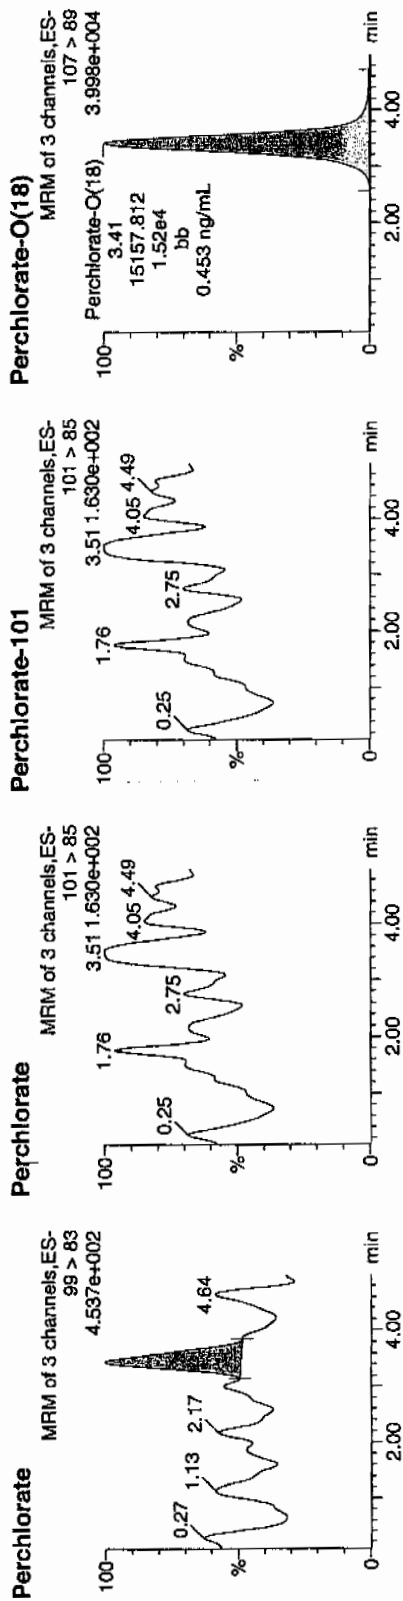 Perchlorate
MRM of 3 channels,ES-
99 > 83
4.537e+002
100
%
0
0.27
1.13
2.17
4.64
2.00
4.00
min
Perchlorate
MRM of 3 channels,ES-
101 > 85
3.51 1.630e+002
100
%
0
0.25
1.76
2.75
4.05 4.49
2.00
4.00
min
Perchlorate-101
MRM of 3 channels,ES-
101 > 85
3.51 1.630e+002
100
%
0
0.25
1.76
2.75
4.05 4.49
2.00
4.00
min
Perchlorate-O(18)
MRM of 3 channels,ES-
107 > 89
3.998e+004
100
%
0
Perchlorate-O(18)
3.41
15157.812
1.52e4
bb
0.453 ng/mL
2.00
4.00
min